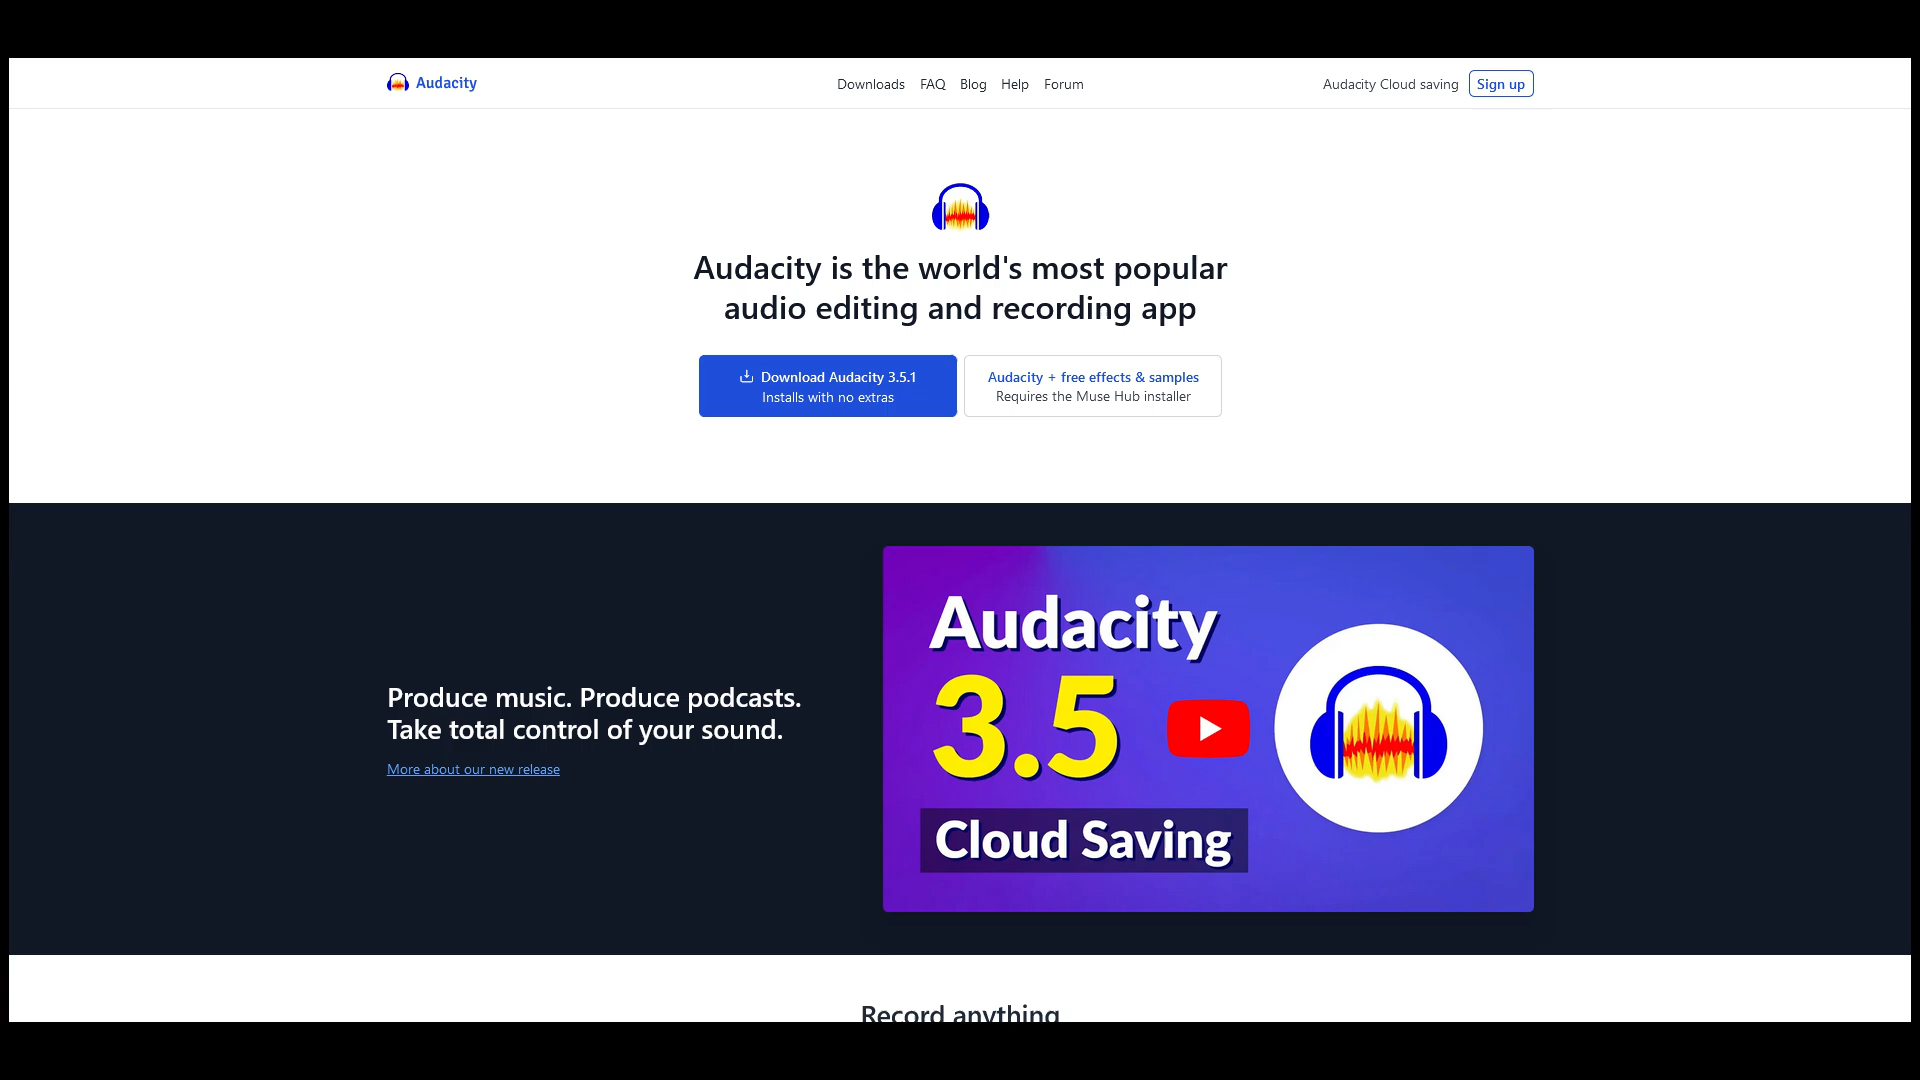 Audacity
Downloads FAQ Blog Help Forum
Audacity Cloud saving Sign up
Audacity is the world's most popular
audio editing and recording app
Download Audacity 3.5.1
Installs with no extras
Audacity + free effects & samples
Requires the Muse Hub installer
Produce music. Produce podcasts.
Take total control of your sound.
More about our new release
Audacity
3.5
Cloud Saving
Record anything